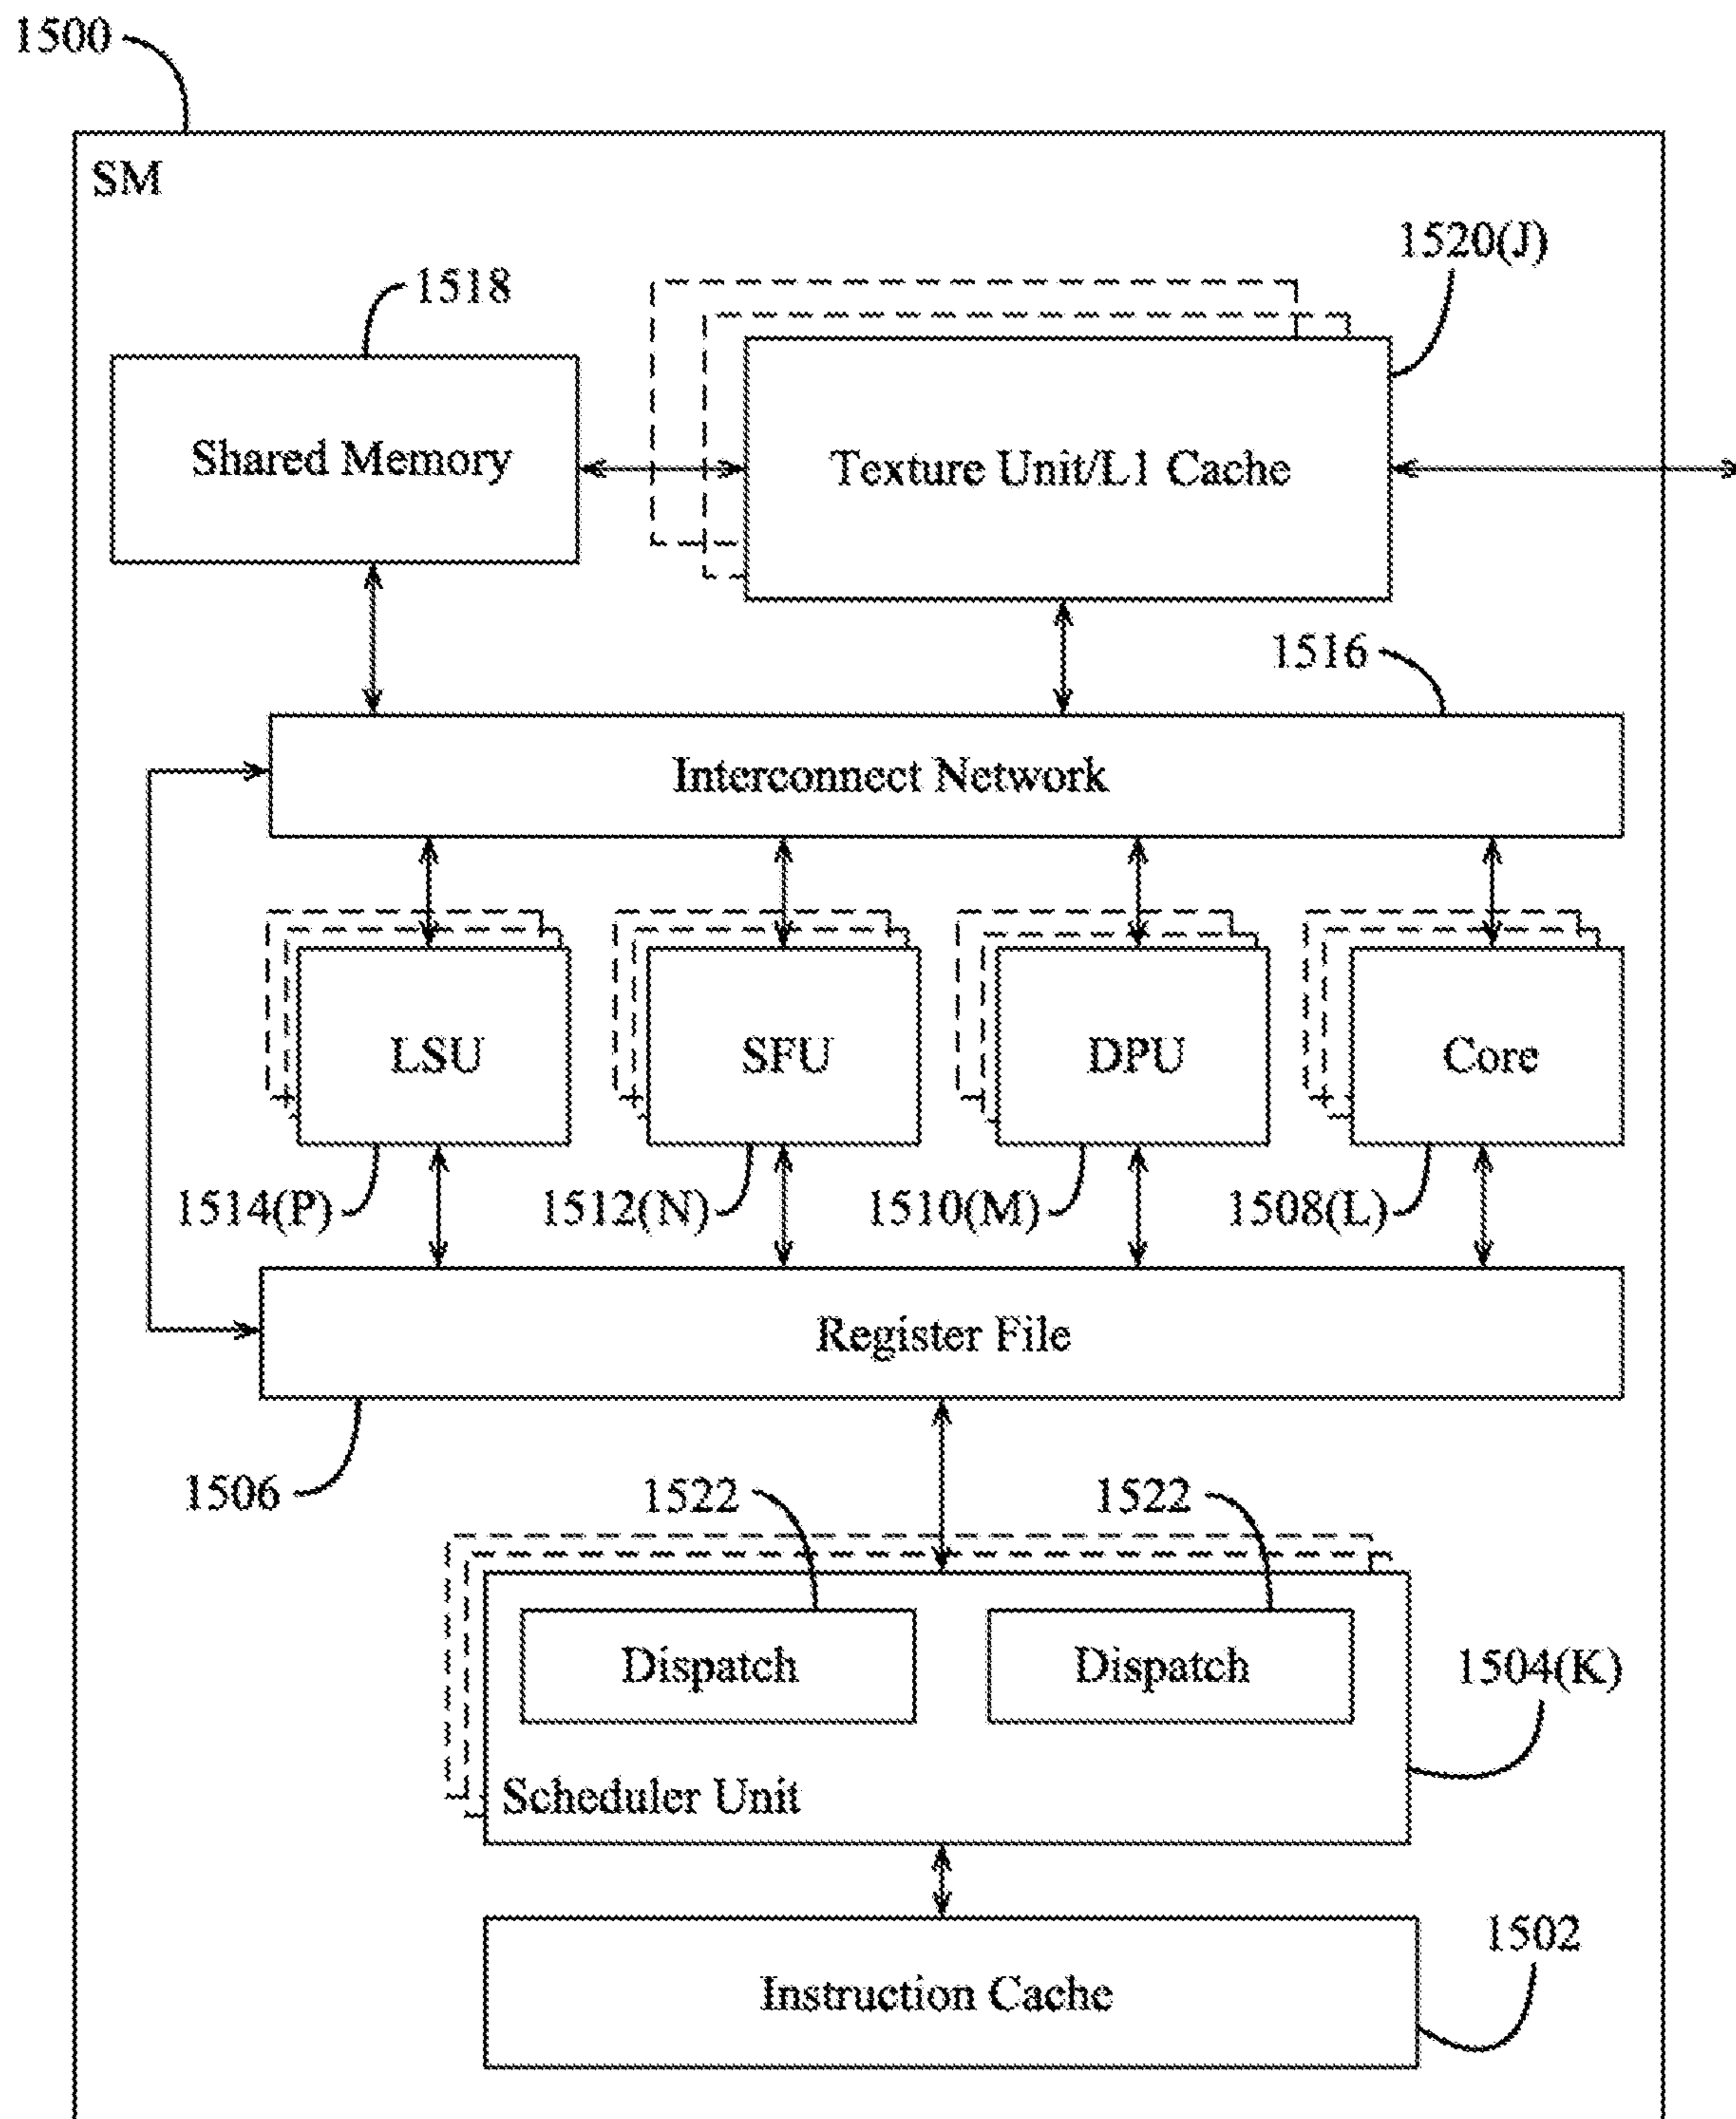 1500
SM
1520(J)
1518
Shared Memory
Texture Unit/L1 Cache
1516
Interconnect Network
LSU
SFU
DPU
Core
1514(P)
1512(N)
1510(M)
1508(L)
Register File
1506
1522
1522
Dispatch
Dispatch
1504(K)
Scheduler Unit
1502
Instruction Cache